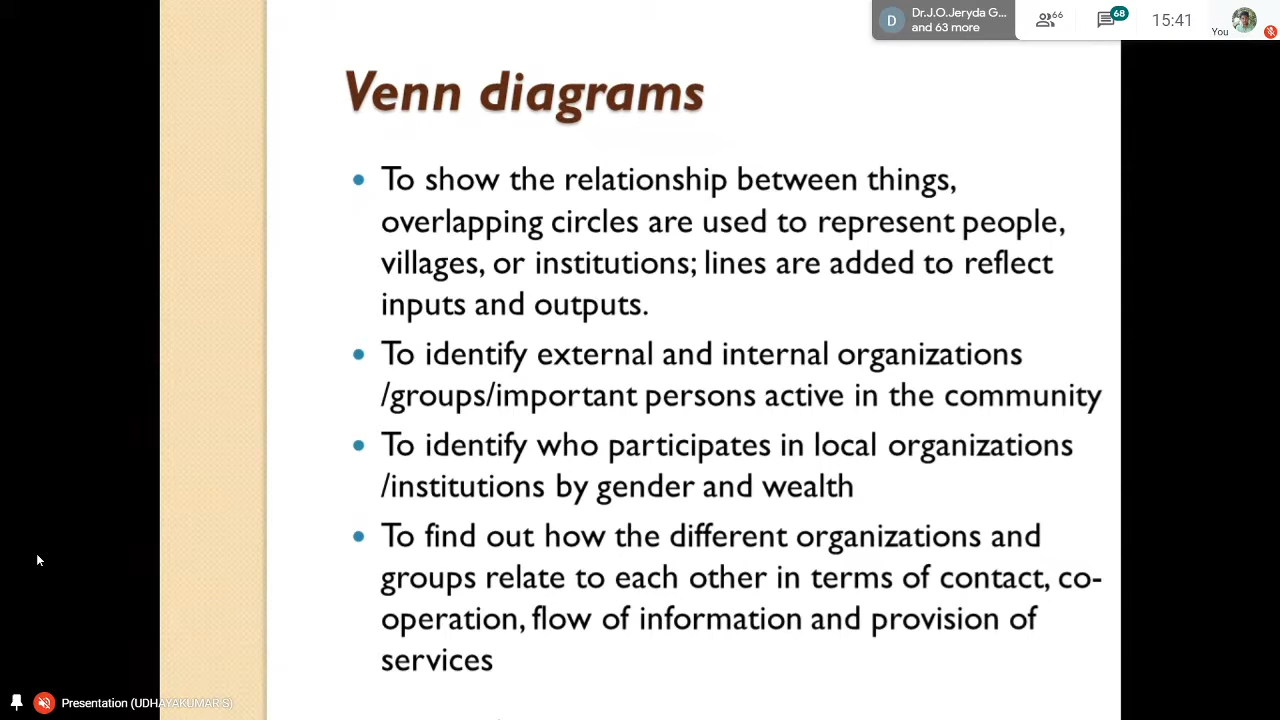 Dr.J.O.Jeryda G...
and 63 more
D
66
68
15:41
You
Venn diagrams
• To show the relationship between things,
overlapping circles are used to represent people,
villages, or institutions; lines are added to reflect
inputs and outputs.
• To identify external and internal organizations
/groups/important persons active in the community
• To identify who participates in local organizations
/institutions by gender and wealth
• To find out how the different organizations and
groups relate to each other in terms of contact, co-
operation, flow of information and provision of
services
Presentation (UDHAYAKUMAR S)